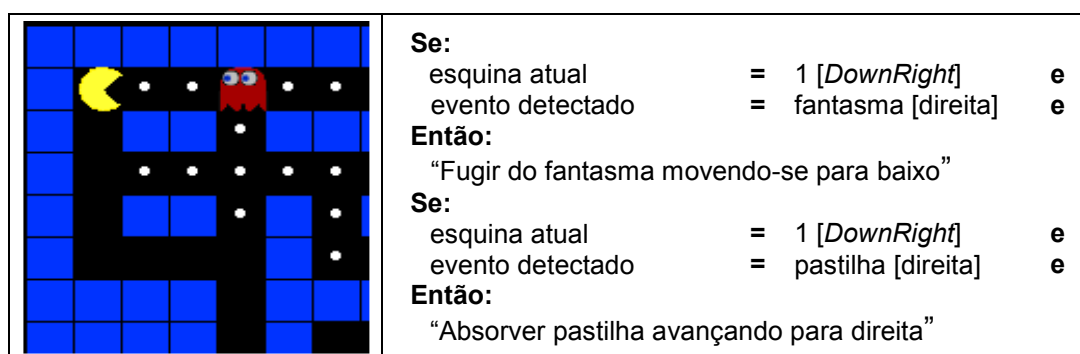 Se:
esquina atual = 1 [DownRight] e
evento detectado = fantasma [direita] e
Então:
“Fugir do fantasma movendo-se para baixo”
Se:
esquina atual = 1 [DownRight] e
evento detectado = pastilha [direita] e
Então:
“Absorver pastilha avançando para direita”